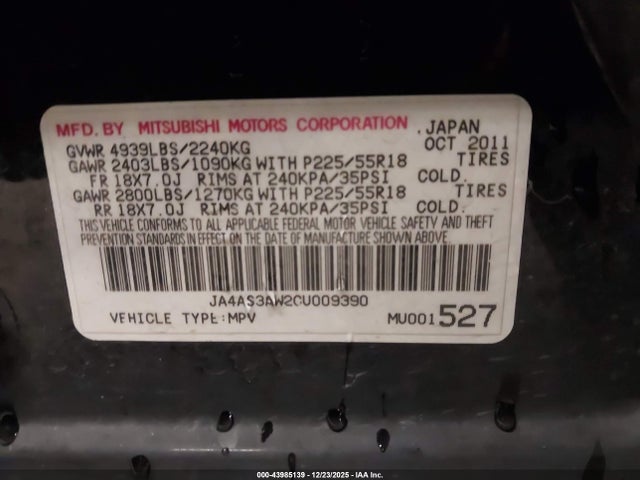 MFD. BY MITSUBISHI MOTORS CORPORATION . JAPAN
GVWR 4939LBS/2240KG OCT 2011
GAWR 2403LBS/1090KG WITH P225/55R18 TIRES
FR 18X7.0J RIMS AT 240KPA/35PSI COLD.
GAWR 2800LBS/1270KG WITH P225/55R18 TIRES
RR 18X7.0J RIMS AT 240KPA/35PSI COLD.
THIS VEHICLE CONFORMS TO ALL APPLICABLE FEDERAL MOTOR VEHICLE SAFETY AND THEFT
PREVENTION STANDARDS IN EFFECT ON THE DATE OF MANUFACTURE SHOWN ABOVE.
JA4AS3AW2CU009390
VEHICLE TYPE:MPV MU001527
000-43985139 - 12/23/2025 - IAA Inc.